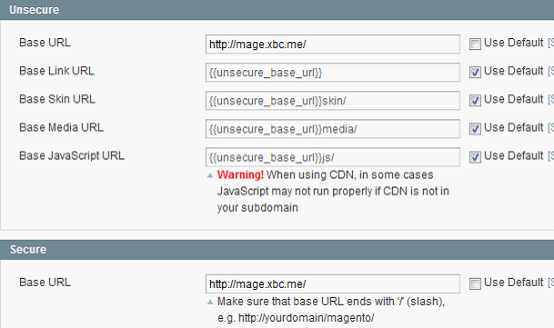 Unsecure
Base URL http://mage.xbc.me/ Use Default [S
Base Link URL {{unsecure_base_url}} Use Default [S
Base Skin URL {{unsecure_base_url}}skin/ Use Default [S
Base Media URL {{unsecure_base_url}}media/ Use Default [S
Base JavaScript URL {{unsecure_base_url}}js/ Use Default [S
Warning! When using CDN, in some cases
JavaScript may not run properly if CDN is not
in your subdomain
Secure
Base URL http://mage.xbc.me/ Use Default [S
Make sure that base URL ends with '/' (slash),
e.g. http://yourdomain/magento/